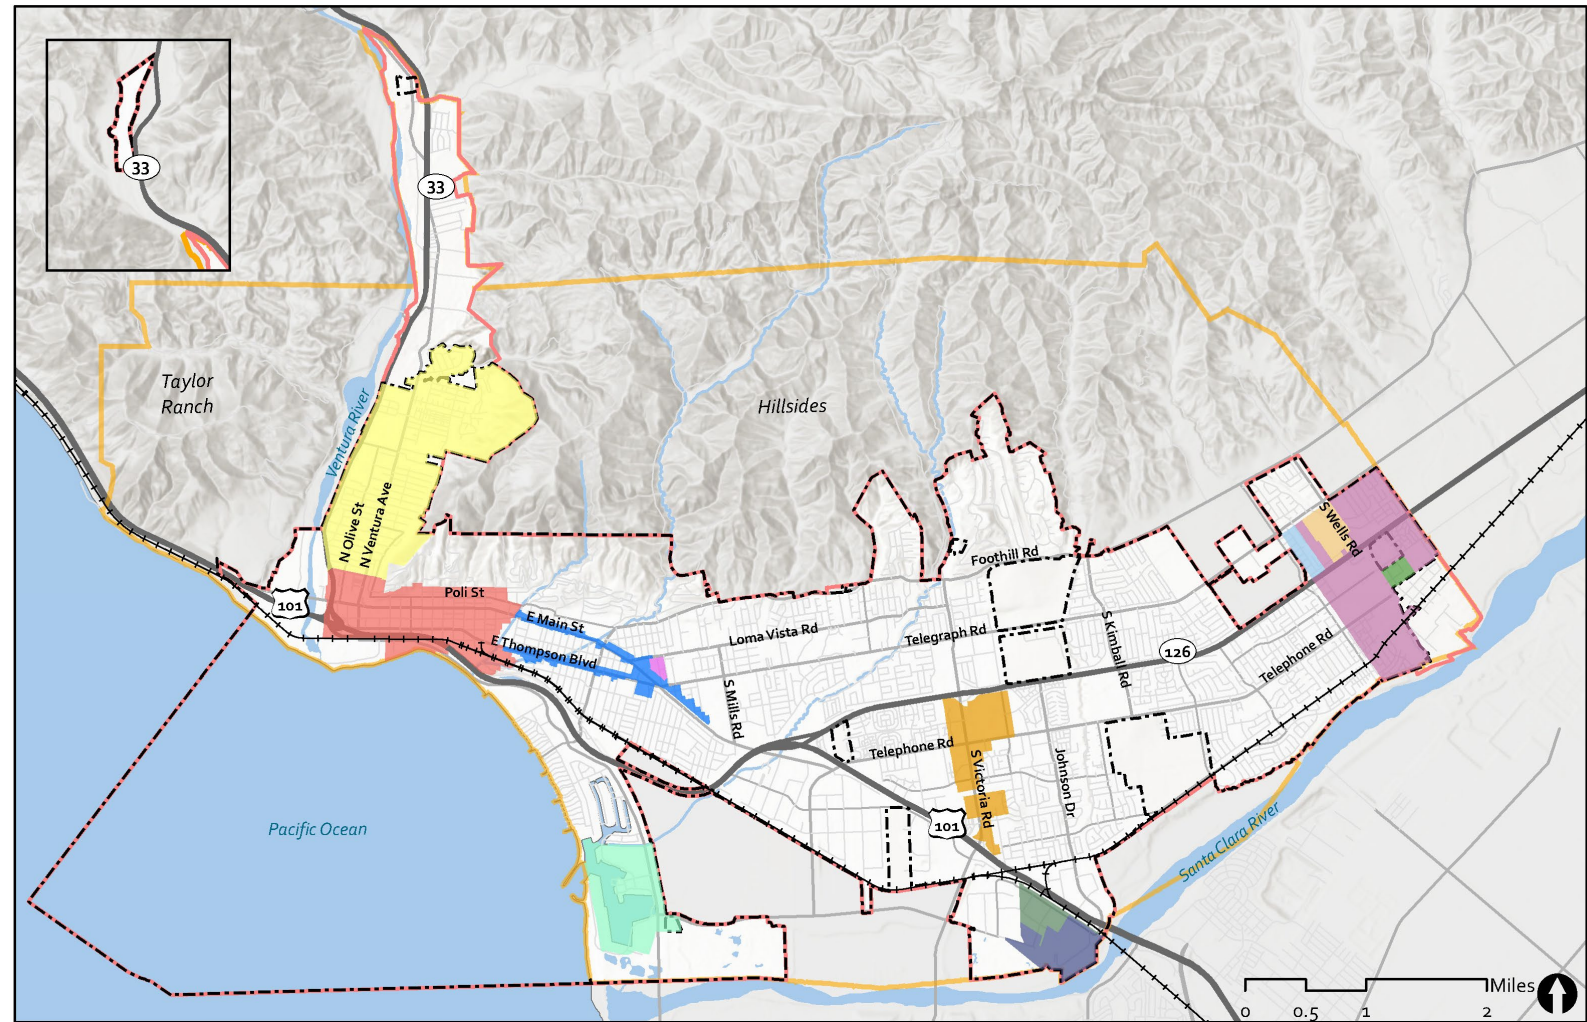 33
33
Taylor
Ranch
Ventura River
Hillsides
N Olive St
N Ventura Ave
S Wells Rd
Foothill Rd
Poli St
101
E Main St
E Thompson Blvd
Loma Vista Rd
Telegraph Rd
S Kimball Rd
126
Telephone Rd
S Mills Rd
Telephone Rd
S Victoria Rd
Johnson Dr
101
Pacific Ocean
Santa Clara River
Miles
0 0.5 1 2